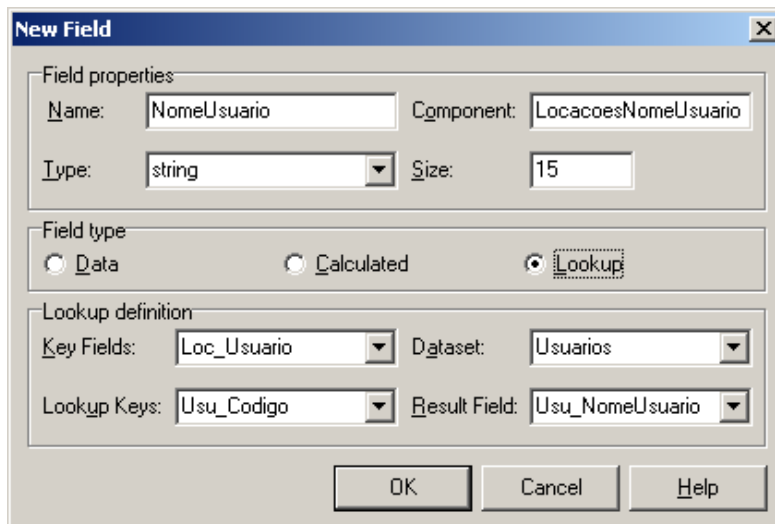 New Field
Field properties
Name: NomeUsuario Component: LocacoesNomeUsuario
Type: string Size: 15
Field type
Data Calculated Lookup
Lookup definition
Key Fields: Loc_Usuario Dataset: Usuarios
Lookup Keys: Usu_Codigo Result Field: Usu_NomeUsuario
OK Cancel Help